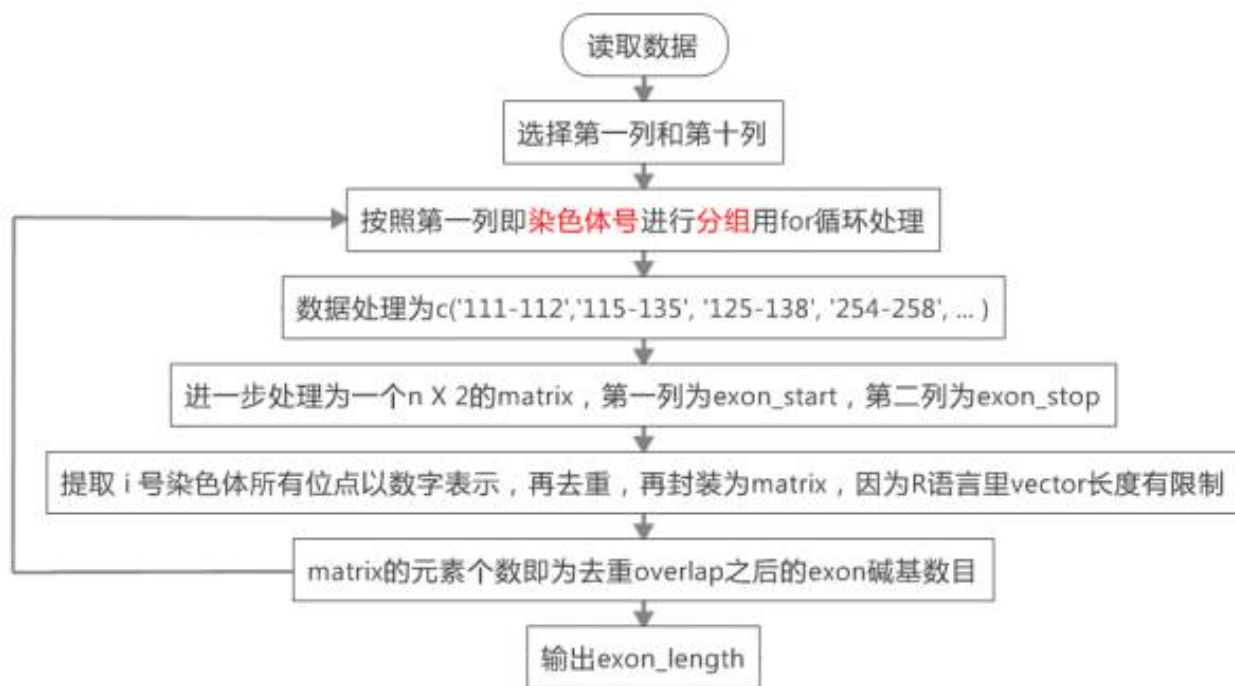 读取数据
选择第一列和第十列
按照第一列即染色体号进行分组用for循环处理
数据处理为c('111-112','115-135', '125-138', '254-258', ... )
进一步处理为一个n X 2的matrix，第一列为exon_start，第二列为exon_stop
提取 i 号染色体所有位点以数字表示，再去重，再封装为matrix，因为R语言里vector长度有限制
matrix的元素个数即为去重overlap之后的exon碱基数目
输出exon_length